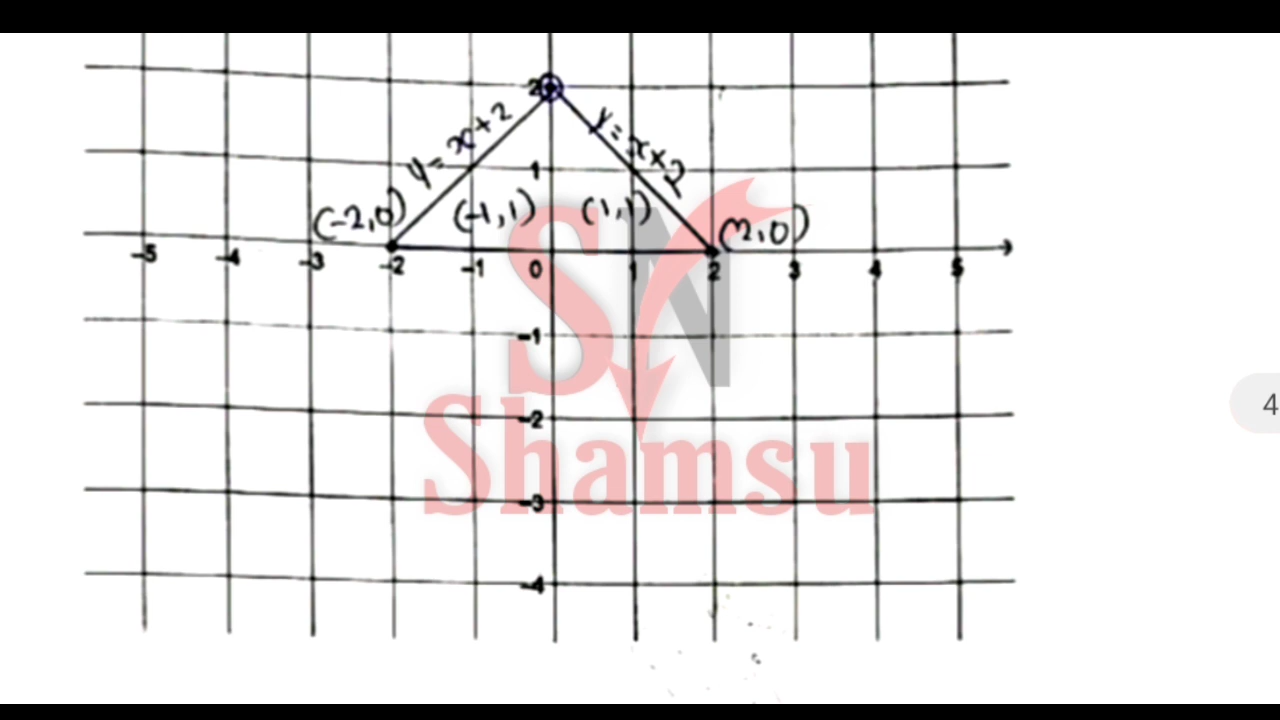 2
y = x+2
y = x×2
1
(-2,0) (-1,1) (1,1) (2,0)
-5 -4 -3 -2 -1 0 1 2 3 4 5
SN
-1
Shamsu
-2
-3
-4
4